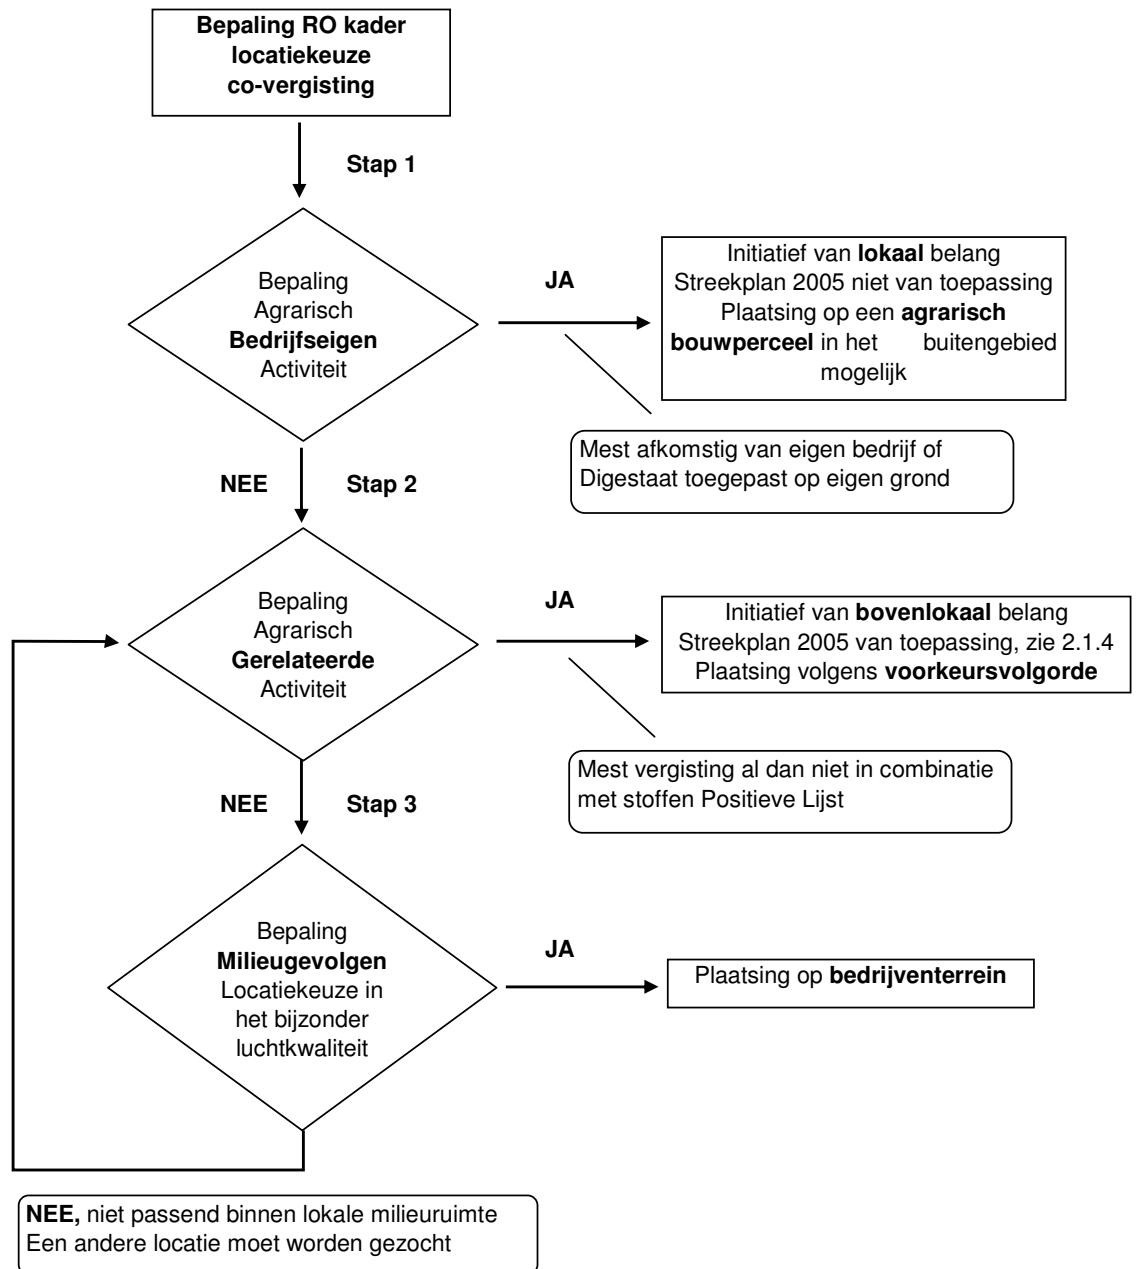 Bepaling RO kader
locatiekeuze
co-vergisting
Stap 1
Bepaling
Agrarisch
Bedrijfseigen
Activiteit
JA
Initiatief van lokaal belang
Streekplan 2005 niet van toepassing
Plaatsing op een agrarisch
bouwperceel in het buitengebied
mogelijk
Mest afkomstig van eigen bedrijf of
Digestaat toegepast op eigen grond
NEE
Stap 2
Bepaling
Agrarisch
Gerelateerde
Activiteit
JA
Initiatief van bovenlokaal belang
Streekplan 2005 van toepassing, zie 2.1.4
Plaatsing volgens voorkeursvolgorde
Mest vergisting al dan niet in combinatie
met stoffen Positieve Lijst
NEE
Stap 3
Bepaling
Milieugevolgen
Locatiekeuze in
het bijzonder
luchtkwaliteit
JA
Plaatsing op bedrijventerrein
NEE, niet passend binnen lokale milieuruimte
Een andere locatie moet worden gezocht